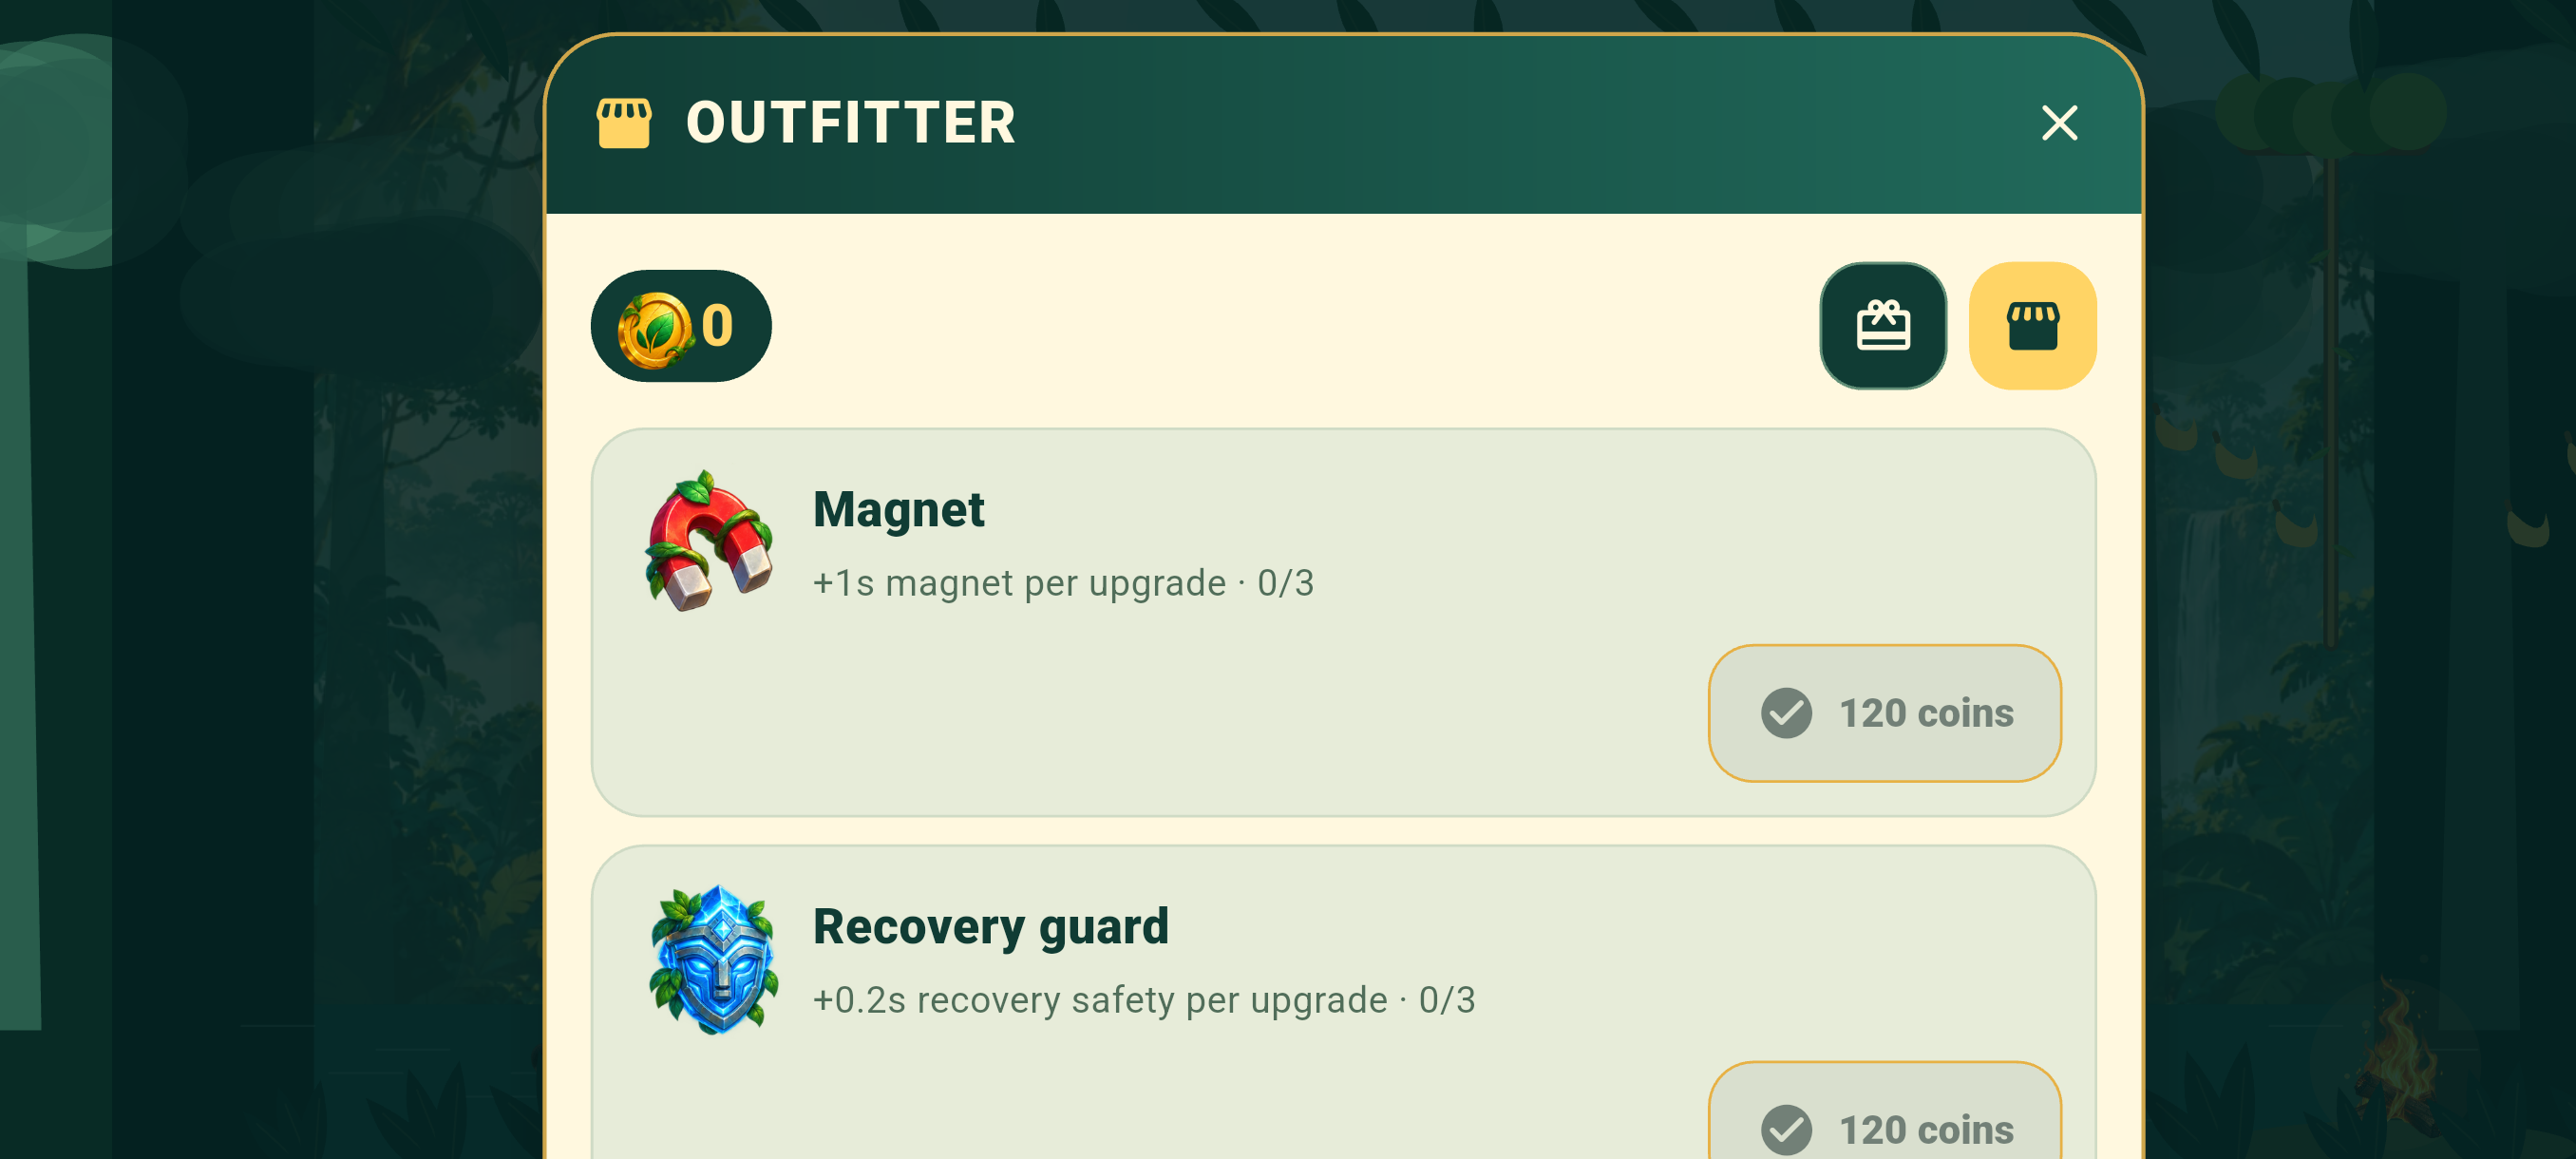 OUTFITTER
0
Magnet
+1s magnet per upgrade · 0/3
120 coins
Recovery guard
+0.2s recovery safety per upgrade · 0/3
120 coins